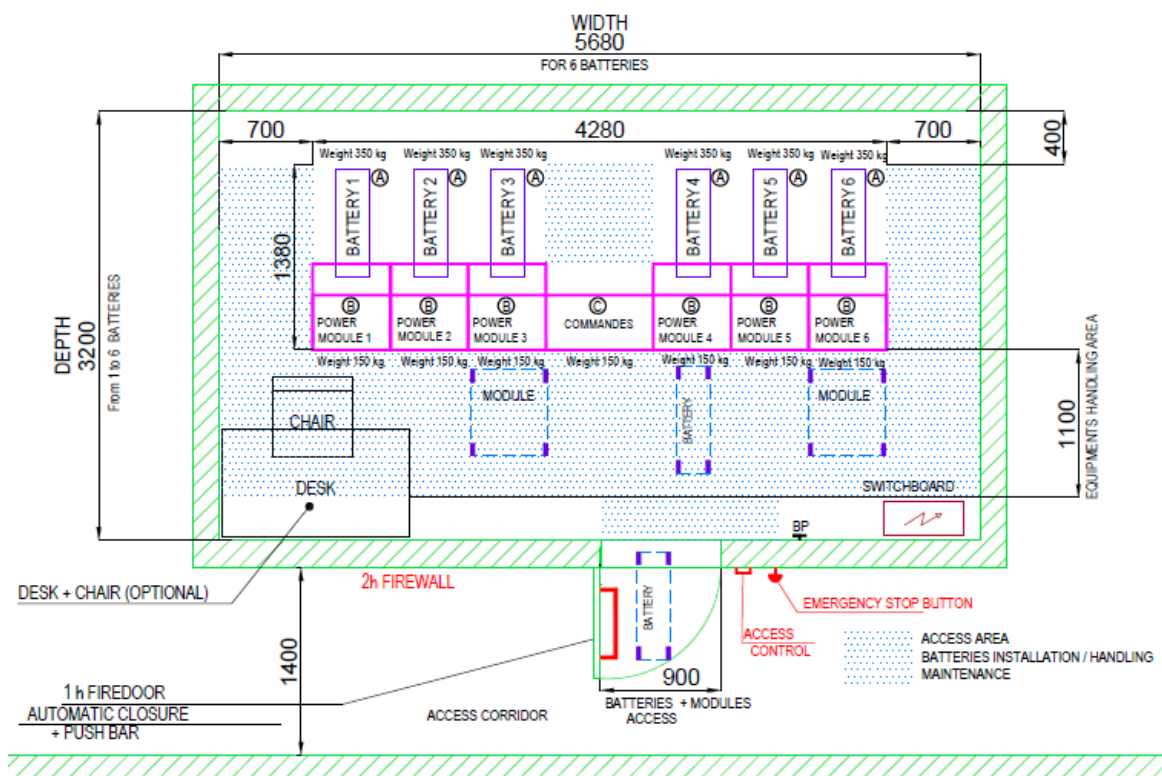 WIDTH
5680
FOR 6 BATTERIES
700
4280
700
400
Weight 350 kg
Weight 350 kg
Weight 350 kg
Weight 350 kg
Weight 350 kg
Weight 350 kg
BATTERY 1
A
BATTERY 2
A
BATTERY 3
A
BATTERY 4
A
BATTERY 5
A
BATTERY 6
A
1380
DEPTH
3200
From 1 to 6 BATTERIES
B
POWER
MODULE 1
B
POWER
MODULE 2
B
POWER
MODULE 3
C
COMMANDES
B
POWER
MODULE 4
B
POWER
MODULE 5
B
POWER
MODULE 6
Weight 150 kg
Weight 150 kg
Weight 150 kg
Weight 150 kg
Weight 150 kg
Weight 150 kg
Weight 150 kg
MODULE
BATTERY
MODULE
1100
EQUIPMENTS HANDLING AREA
CHAIR
DESK
SWITCHBOARD
BP
2h FIREWALL
DESK + CHAIR (OPTIONAL)
BATTERY
EMERGENCY STOP BUTTON
ACCESS
CONTROL
1400
900
BATTERIES + MODULES
ACCESS
ACCESS AREA
BATTERIES INSTALLATION / HANDLING
MAINTENANCE
1 h FIREDOOR
AUTOMATIC CLOSURE
+ PUSH BAR
ACCESS CORRIDOR